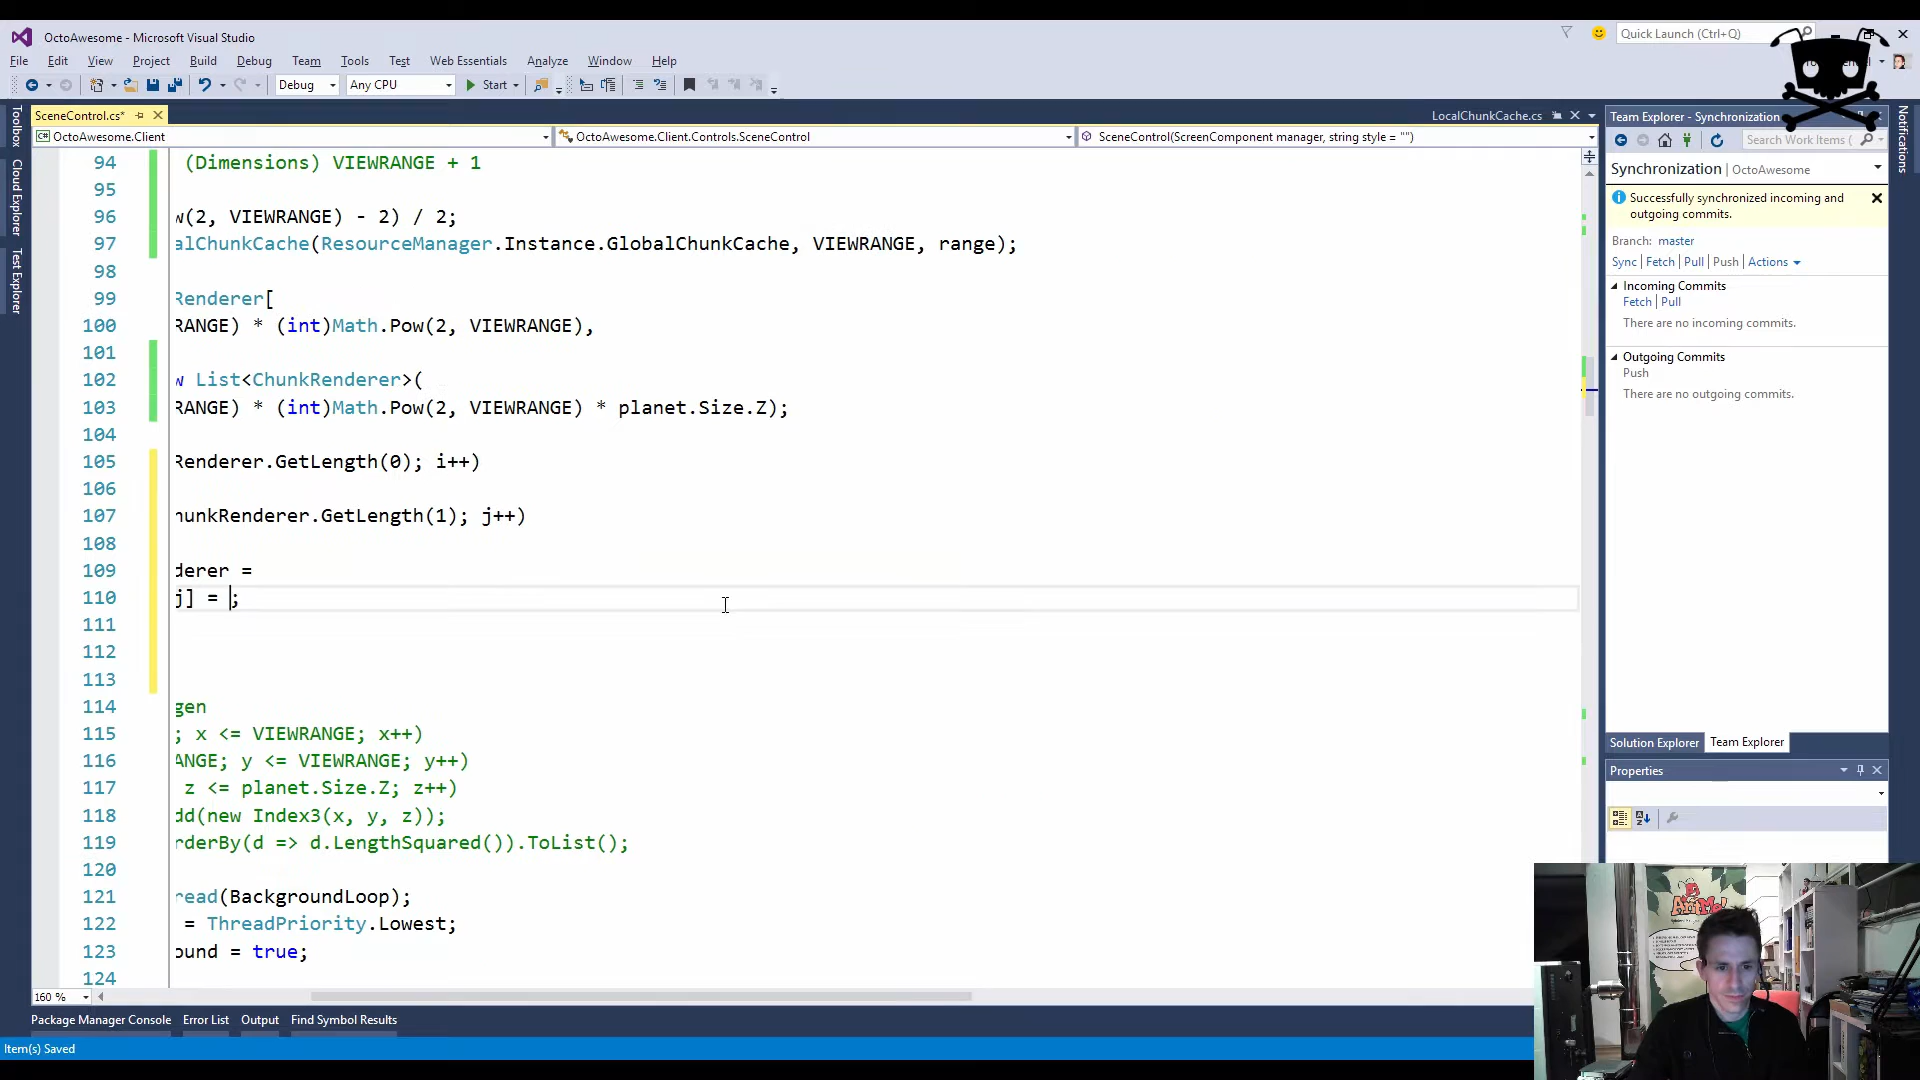 OctoAwesome - Microsoft Visual Studio
Quick Launch (Ctrl+Q)
File Edit View Project Build Debug Team Tools Test Web Essentials Analyze Window Help
Debug Any CPU Start
SceneControl.cs* LocalChunkCache.cs
OctoAwesome.Client OctoAwesome.Client.Controls.SceneControl SceneControl(ScreenComponent manager, string style = "")
94 (Dimensions) VIEWRANGE + 1
95
96 w(2, VIEWRANGE) - 2) / 2;
97 alChunkCache(ResourceManager.Instance.GlobalChunkCache, VIEWRANGE, range);
98
99 Renderer[
100 RANGE) * (int)Math.Pow(2, VIEWRANGE),
101
102 w List<ChunkRenderer>(
103 RANGE) * (int)Math.Pow(2, VIEWRANGE) * planet.Size.Z);
104
105 Renderer.GetLength(0); i++)
106
107 hunkRenderer.GetLength(1); j++)
108
109 derer =
110 j] = ;
111
112
113
114 gen
115 ; x <= VIEWRANGE; x++)
116 ANGE; y <= VIEWRANGE; y++)
117 z <= planet.Size.Z; z++)
118 dd(new Index3(x, y, z));
119 rderBy(d => d.LengthSquared()).ToList();
120
121 read(BackgroundLoop);
122 = ThreadPriority.Lowest;
123 ound = true;
124
160 %
Package Manager Console Error List Output Find Symbol Results
Item(s) Saved
Toolbox
Cloud Explorer
Test Explorer
Notifications
Team Explorer - Synchronization
Search Work Items (
Synchronization | OctoAwesome
Successfully synchronized incoming and
outgoing commits.
Branch: master
Sync | Fetch | Pull | Push | Actions
Incoming Commits
Fetch | Pull
There are no incoming commits.
Outgoing Commits
Push
There are no outgoing commits.
Solution Explorer Team Explorer
Properties
AntMe!